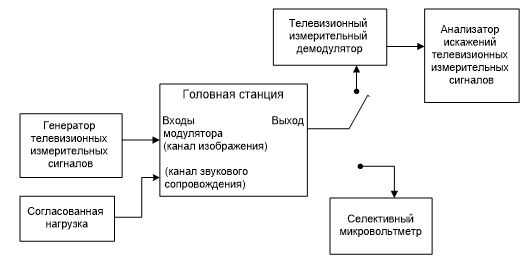 Телевизионный
измерительный
демодулятор
Анализатор
искажений
телевизионных
измерительных
сигналов
Головная станция
Входы
модулятора
(канал изображения)
Выход
(канал звукового
сопровождения)
Генератор
телевизионных
измерительных
сигналов
Согласованная
нагрузка
Селективный
микровольтметр